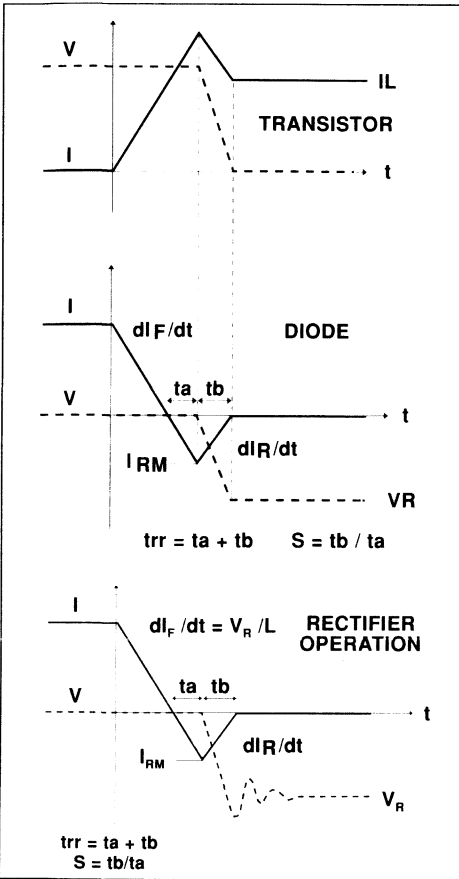 V
IL
TRANSISTOR
I
t
I
dIF/dt
DIODE
ta tb
V
t
IRM
dIR/dt
VR
trr = ta + tb S = tb / ta
I
dIF /dt = VR /L
RECTIFIER
OPERATION
ta tb
V
t
dIR/dt
IRM
VR
trr = ta + tb
S = tb/ta